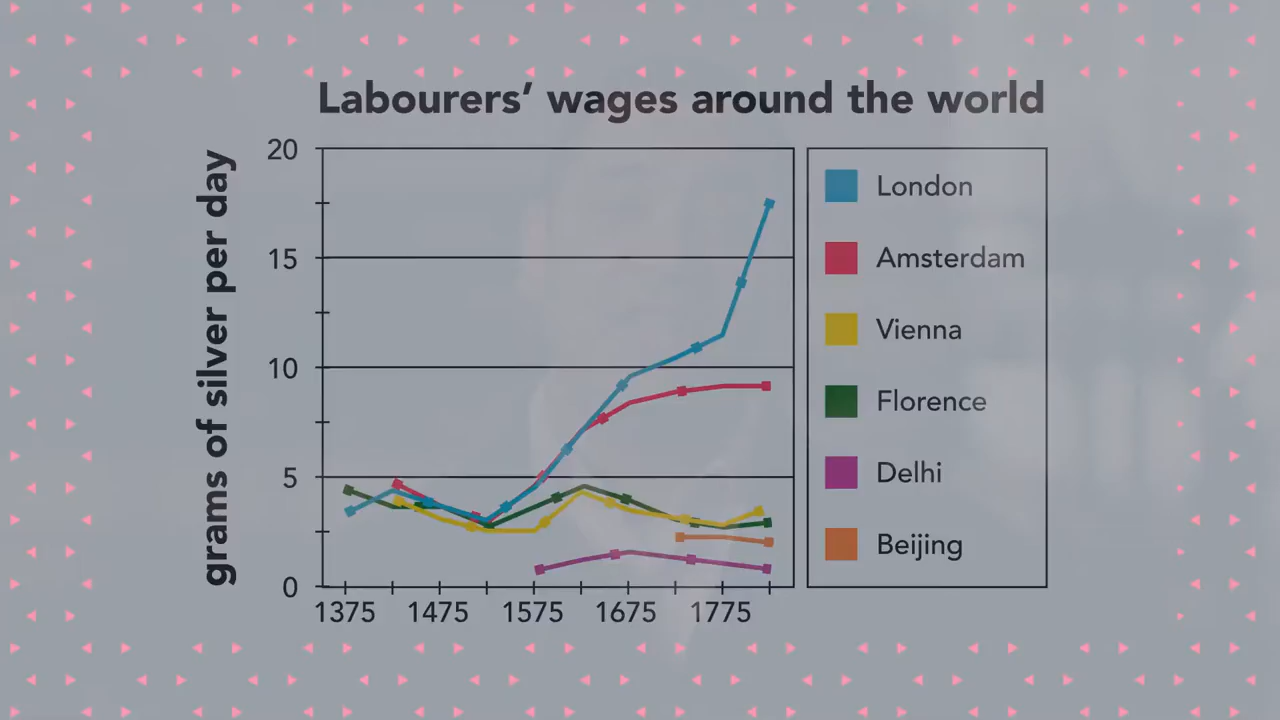 Labourers’ wages around the world
grams of silver per day
20
15
10
5
0
1375 1475 1575 1675 1775
London
Amsterdam
Vienna
Florence
Delhi
Beijing